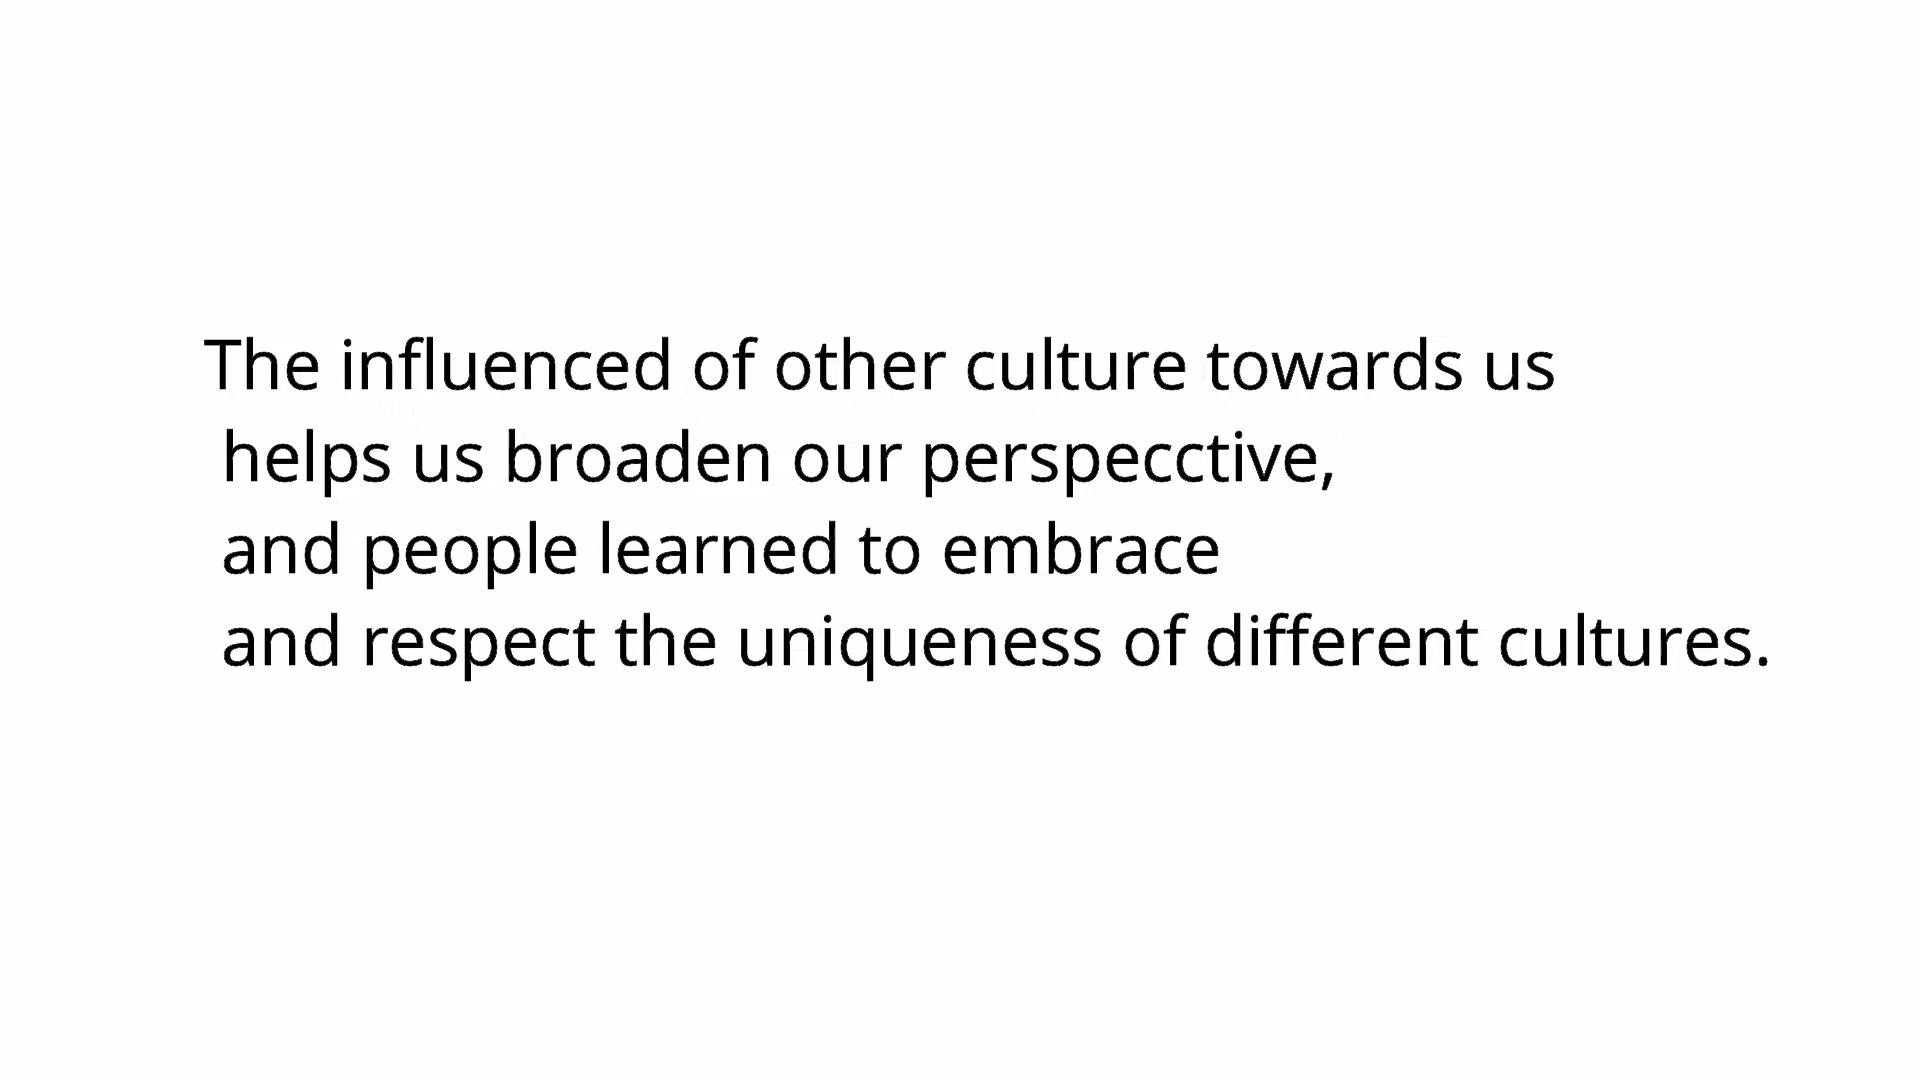 The influenced of other culture towards us
helps us broaden our perspecctive,
and people learned to embrace
and respect the uniqueness of different cultures.